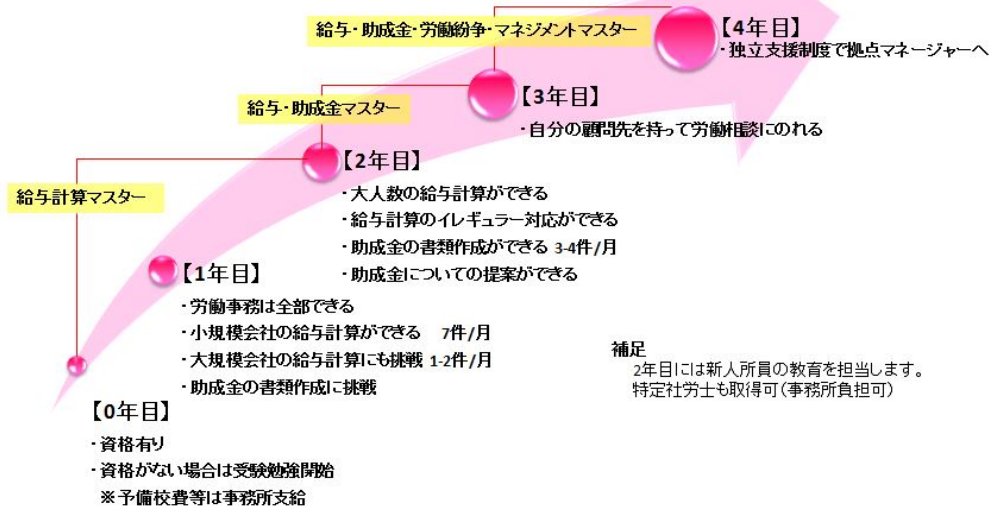 給与・助成金・労働紛争・マネジメントマスター
【4年目】
・独立支援制度で拠点マネージャーへ
給与・助成金マスター
【3年目】
・自分の顧問先を持って労働相談にのれる
給与計算マスター
【2年目】
・大人数の給与計算ができる
・給与計算のイレギュラー対応ができる
・助成金の書類作成ができる 3-4件/月
・助成金についての提案ができる
【1年目】
・労働事務は全部できる
・小規模会社の給与計算ができる 7件/月
・大規模会社の給与計算にも挑戦 1-2件/月
・助成金の書類作成に挑戦
補足
2年目には新人所員の教育を担当します。
特定社労士も取得可(事務所負担可)
【0年目】
・資格有り
・資格がない場合は受験勉強開始
※予備校費等は事務所支給